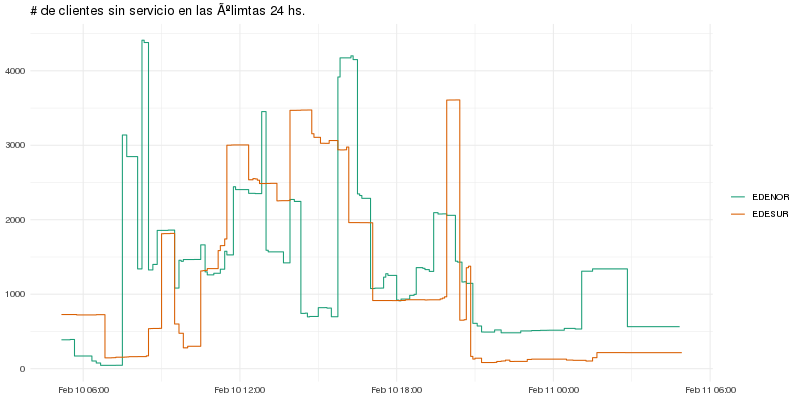 # de clientes sin servicio en las Ãºlimtas 24 hs.
4000
3000
2000
1000
0
Feb 10 06:00
Feb 10 12:00
Feb 10 18:00
Feb 11 00:00
Feb 11 06:00
EDENOR
EDESUR